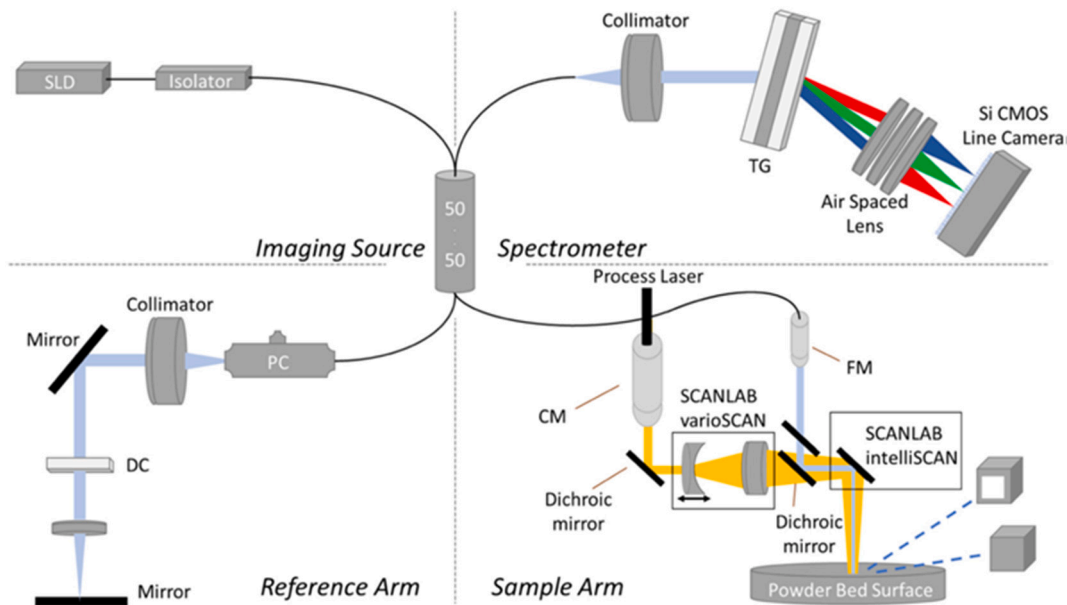 SLD
Isolator
Collimator
TG
Air Spaced
Lens
Si CMOS
Line Camera
50
:
50
Imaging Source
Spectrometer
Mirror
Collimator
PC
DC
Mirror
Reference Arm
Process Laser
CM
FM
SCANLAB
varioSCAN
SCANLAB
intelliSCAN
Dichroic
mirror
Dichroic
mirror
Powder Bed Surface
Sample Arm